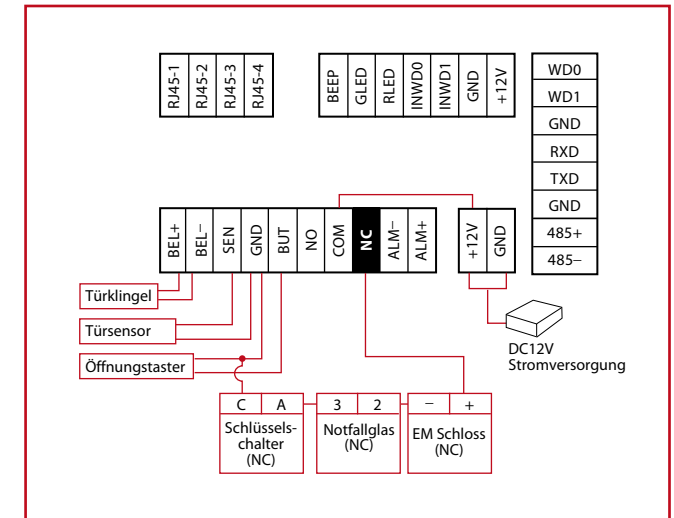 RJ45-1
RJ45-2
RJ45-3
RJ45-4
BEEP
GLED
RLED
INWD0
INWD1
GND
+12V
WD0
WD1
GND
RXD
TXD
GND
485+
485–
BEL+
BEL–
SEN
GND
BUT
NO
COM
NC
ALM–
ALM+
+12V
GND
Türklingel
Türsensor
Öffnungstaster
DC12V
Stromversorgung
C
A
Schlüssels-
chalter
(NC)
3
2
Notfallglas
(NC)
–
+
EM Schloss
(NC)